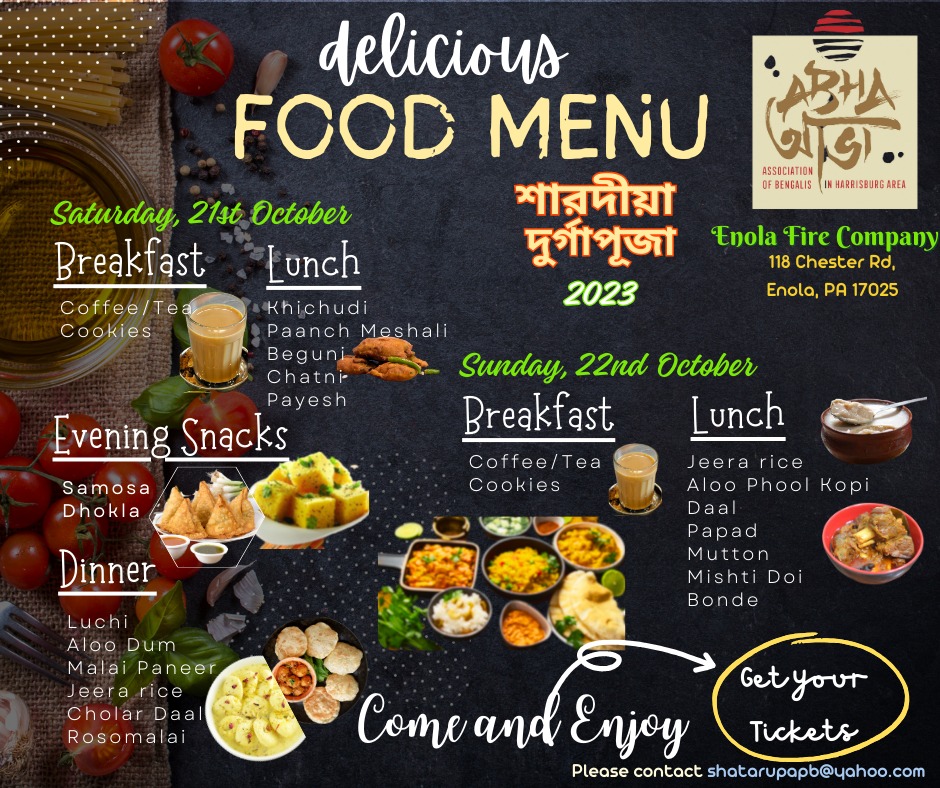 delicious
FOOD MENU
ABHA
আভা
ASSOCIATION
OF BENGALIS IN HARRISBURG AREA
শারদীয়া
দুর্গাপূজা
2023
Enola Fire Company
118 Chester Rd,
Enola, PA 17025
Saturday, 21st October
Breakfast
Coffee/Tea
Cookies
Lunch
Khichudi
Paanch Meshali
Beguni
Chatni
Payesh
Evening Snacks
Samosa
Dhokla
Dinner
Luchi
Aloo Dum
Malai Paneer
Jeera rice
Cholar Daal
Rosomalai
Sunday, 22nd October
Breakfast
Coffee/Tea
Cookies
Lunch
Jeera rice
Aloo Phool Kopi
Daal
Papad
Mutton
Mishti Doi
Bonde
Come and Enjoy
Get Your
Tickets
Please contact shatarupapb@yahoo.com